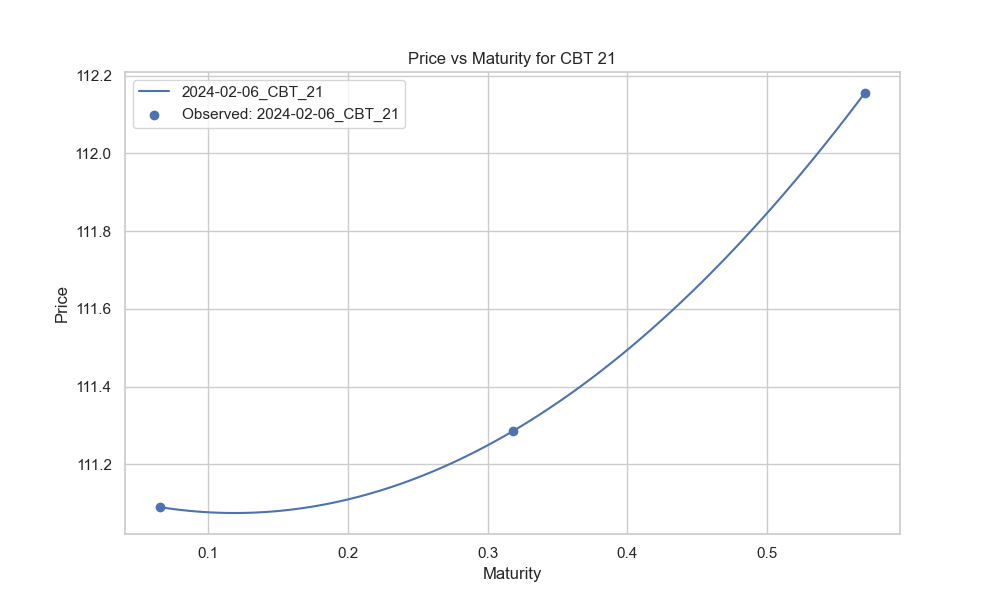 Price vs Maturity for CBT 21
2024-02-06_CBT_21
Observed: 2024-02-06_CBT_21
Price
112.2
112.0
111.8
111.6
111.4
111.2
0.1 0.2 0.3 0.4 0.5
Maturity